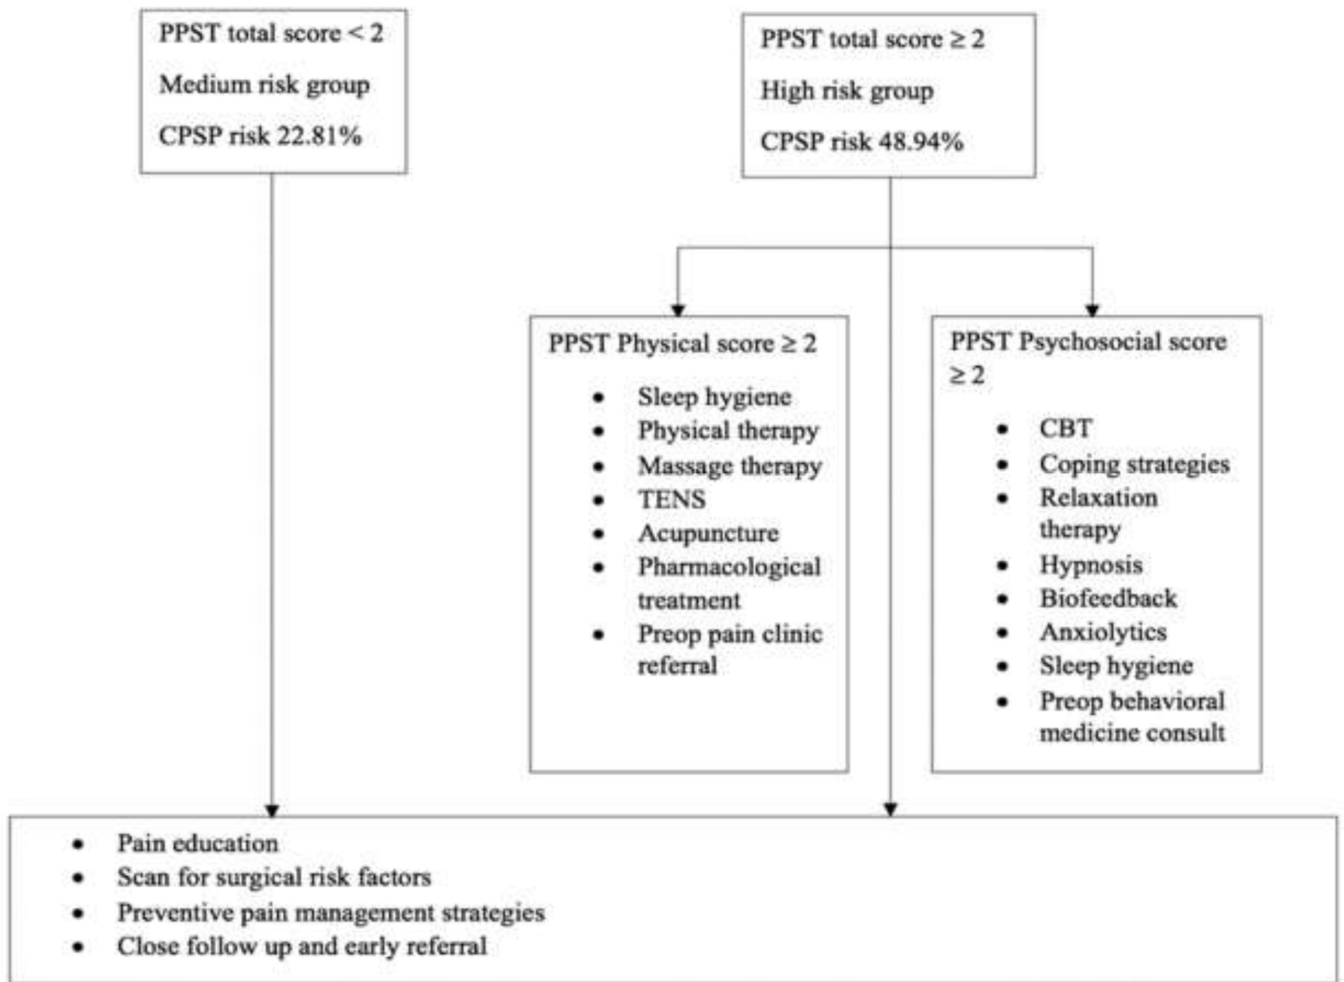 PPST total score < 2
Medium risk group
CPSP risk 22.81%
PPST total score ≥ 2
High risk group
CPSP risk 48.94%
PPST Physical score ≥ 2
• Sleep hygiene
• Physical therapy
• Massage therapy
• TENS
• Acupuncture
• Pharmacological
treatment
• Preop pain clinic
referral
PPST Psychosocial score
≥ 2
• CBT
• Coping strategies
• Relaxation
therapy
• Hypnosis
• Biofeedback
• Anxiolytics
• Sleep hygiene
• Preop behavioral
medicine consult
• Pain education
• Scan for surgical risk factors
• Preventive pain management strategies
• Close follow up and early referral